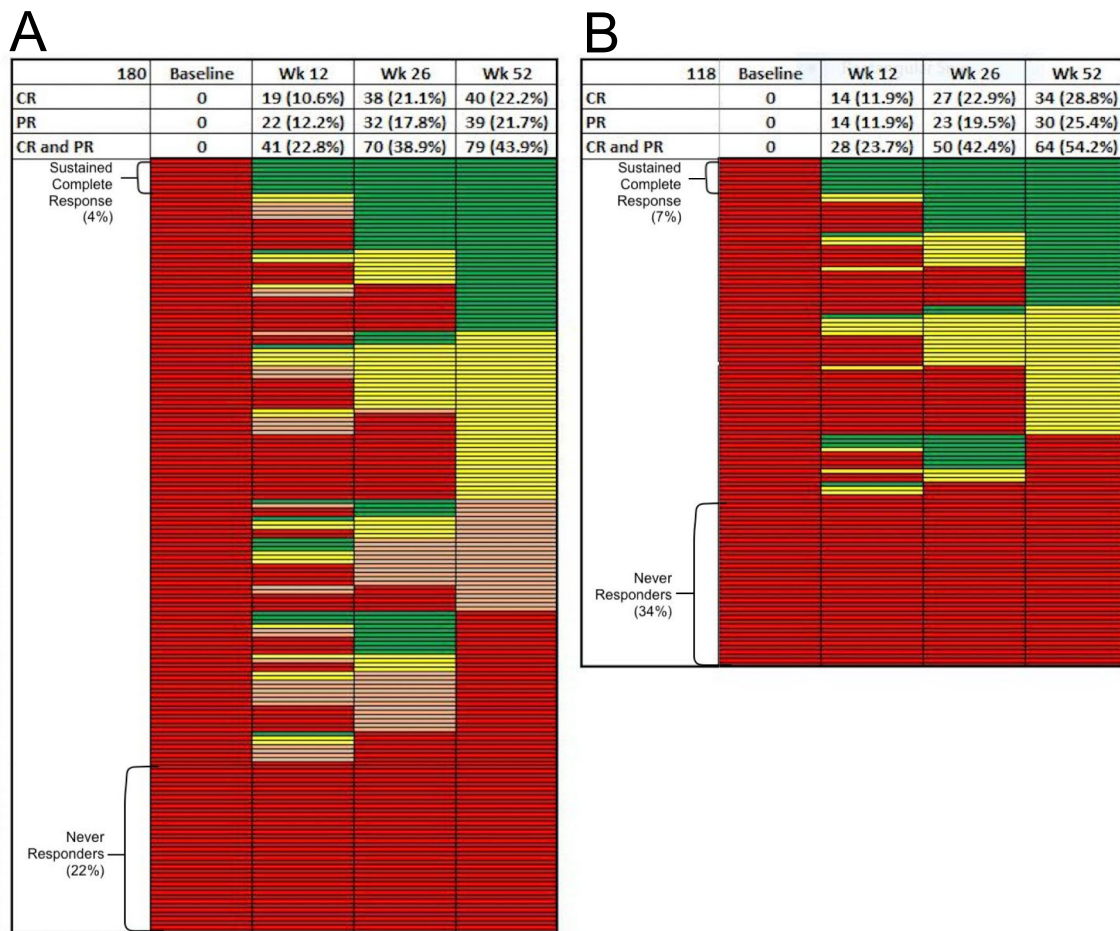 A
180 Baseline Wk 12 Wk 26 Wk 52
CR 0 19 (10.6%) 38 (21.1%) 40 (22.2%)
PR 0 22 (12.2%) 32 (17.8%) 39 (21.7%)
CR and PR 0 41 (22.8%) 70 (38.9%) 79 (43.9%)
Sustained
Complete
Response
(4%)
Never
Responders
(22%)
B
118 Baseline Wk 12 Wk 26 Wk 52
CR 0 14 (11.9%) 27 (22.9%) 34 (28.8%)
PR 0 14 (11.9%) 23 (19.5%) 30 (25.4%)
CR and PR 0 28 (23.7%) 50 (42.4%) 64 (54.2%)
Sustained
Complete
Response
(7%)
Never
Responders
(34%)